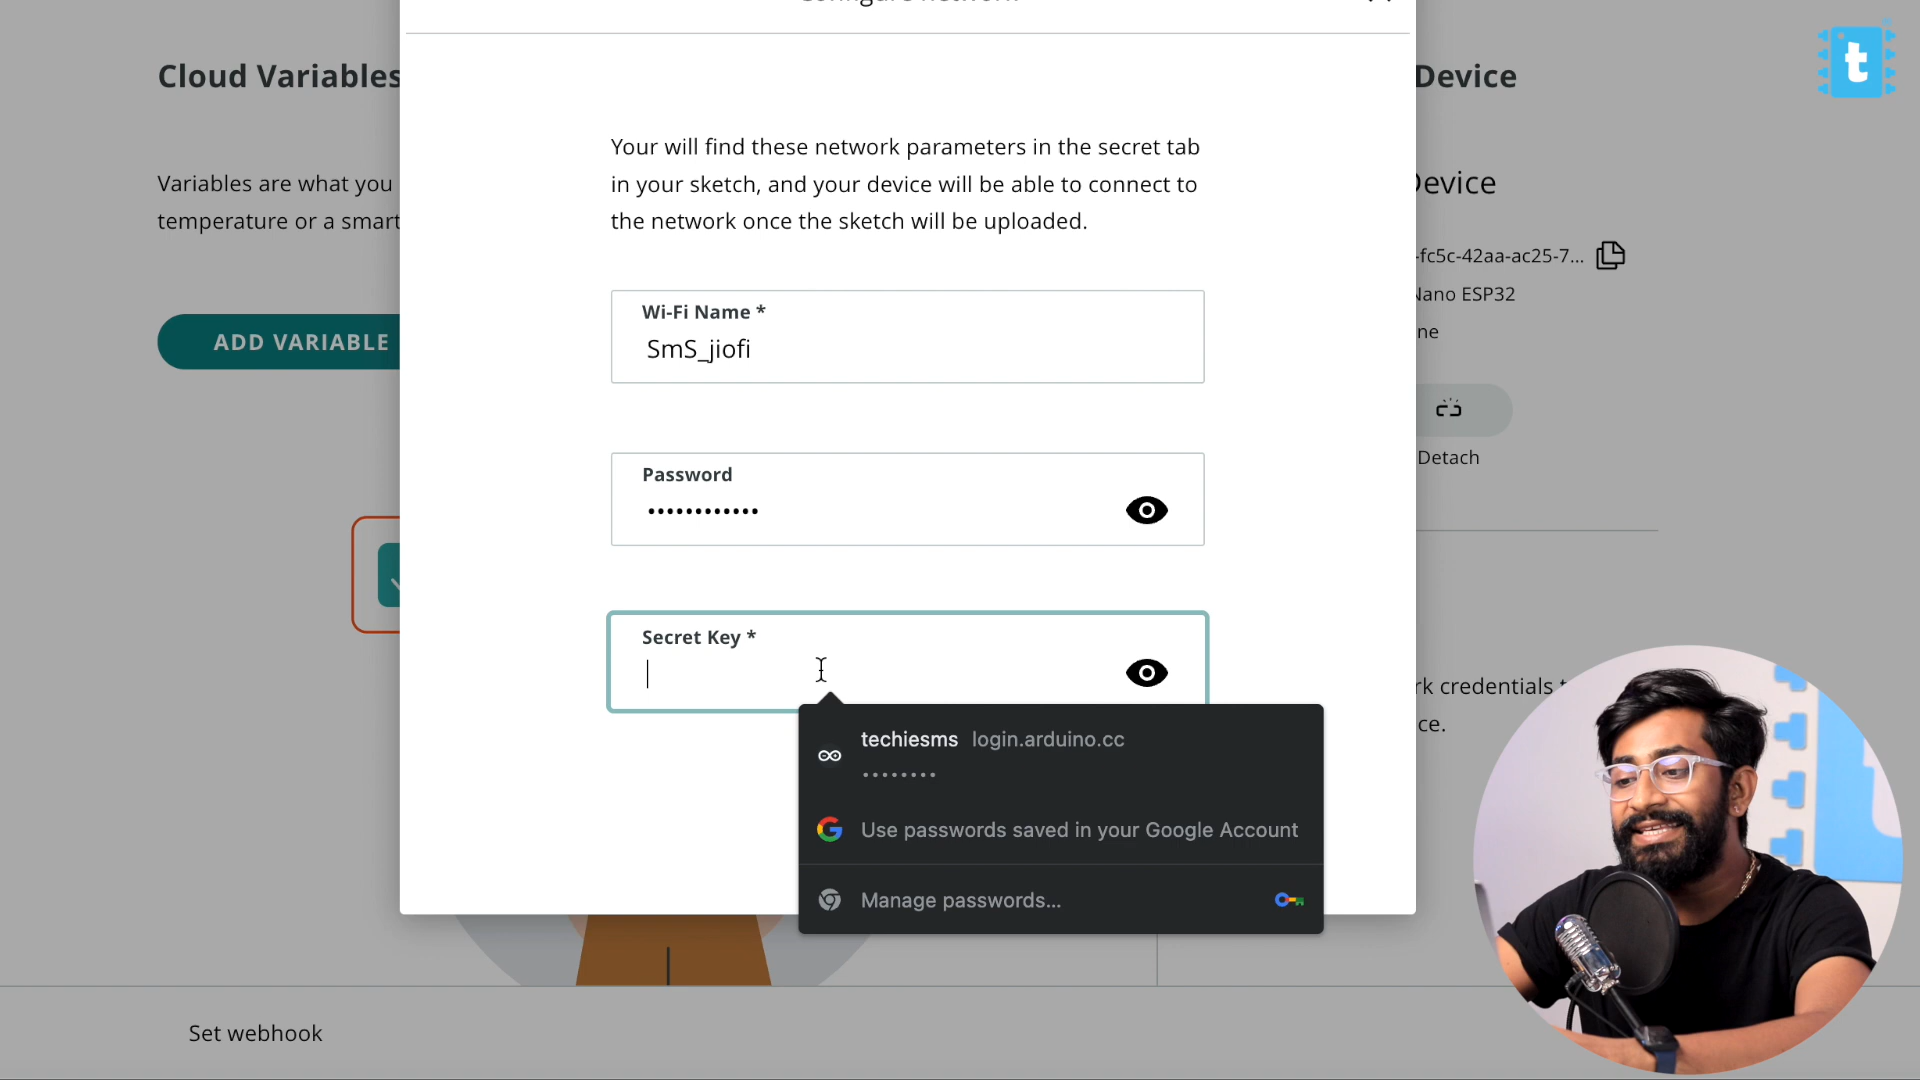 Configure network
Cloud Variables
Device
t
Your will find these network parameters in the secret tab
in your sketch, and your device will be able to connect to
the network once the sketch will be uploaded.
Variables are what you
temperature or a smart
Device
-fc5c-42aa-ac25-7...
Nano ESP32
ne
ADD VARIABLE
Wi-Fi Name *
SmS_jiofi
Detach
Password
••••••••••••
Secret Key *
rk credentials t
ce.
techiesms login.arduino.cc
••••••••
Use passwords saved in your Google Account
Manage passwords...
Set webhook